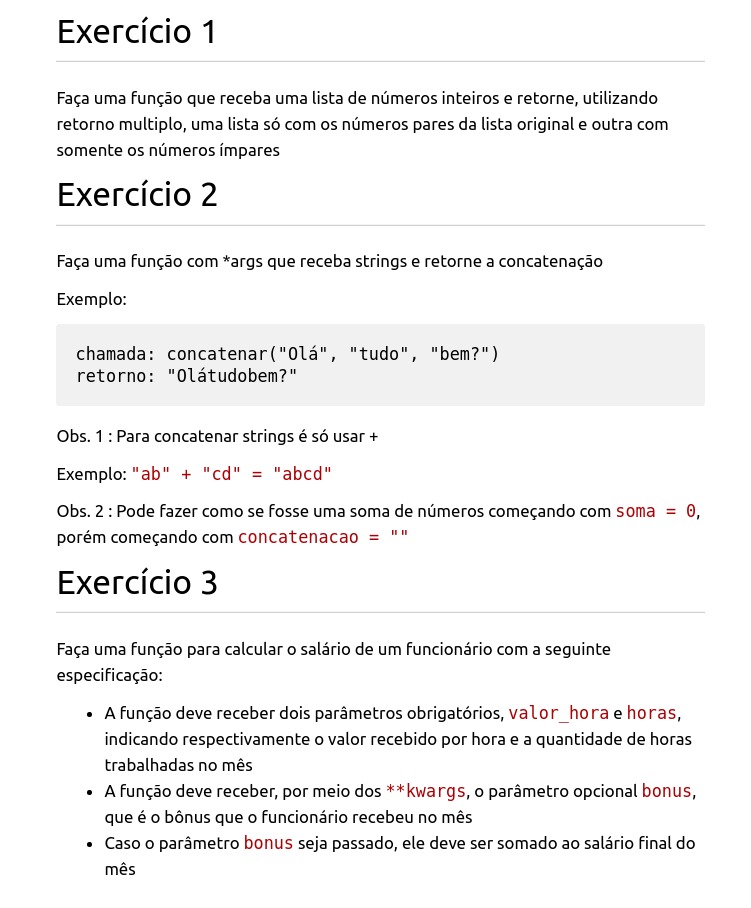 Exercício 1
Faça uma função que receba uma lista de números inteiros e retorne, utilizando
retorno multiplo, uma lista só com os números pares da lista original e outra com
somente os números ímpares
Exercício 2
Faça uma função com *args que receba strings e retorne a concatenação
Exemplo:
chamada: concatenar("Olá", "tudo", "bem?")
retorno: "Olátudobem?"
Obs. 1 : Para concatenar strings é só usar +
Exemplo: "ab" + "cd" = "abcd"
Obs. 2 : Pode fazer como se fosse uma soma de números começando com soma = 0,
porém começando com concatenacao = ""
Exercício 3
Faça uma função para calcular o salário de um funcionário com a seguinte
especificação:
• A função deve receber dois parâmetros obrigatórios, valor_hora e horas,
indicando respectivamente o valor recebido por hora e a quantidade de horas
trabalhadas no mês
• A função deve receber, por meio dos **kwargs, o parâmetro opcional bonus,
que é o bônus que o funcionário recebeu no mês
• Caso o parâmetro bonus seja passado, ele deve ser somado ao salário final do
mês